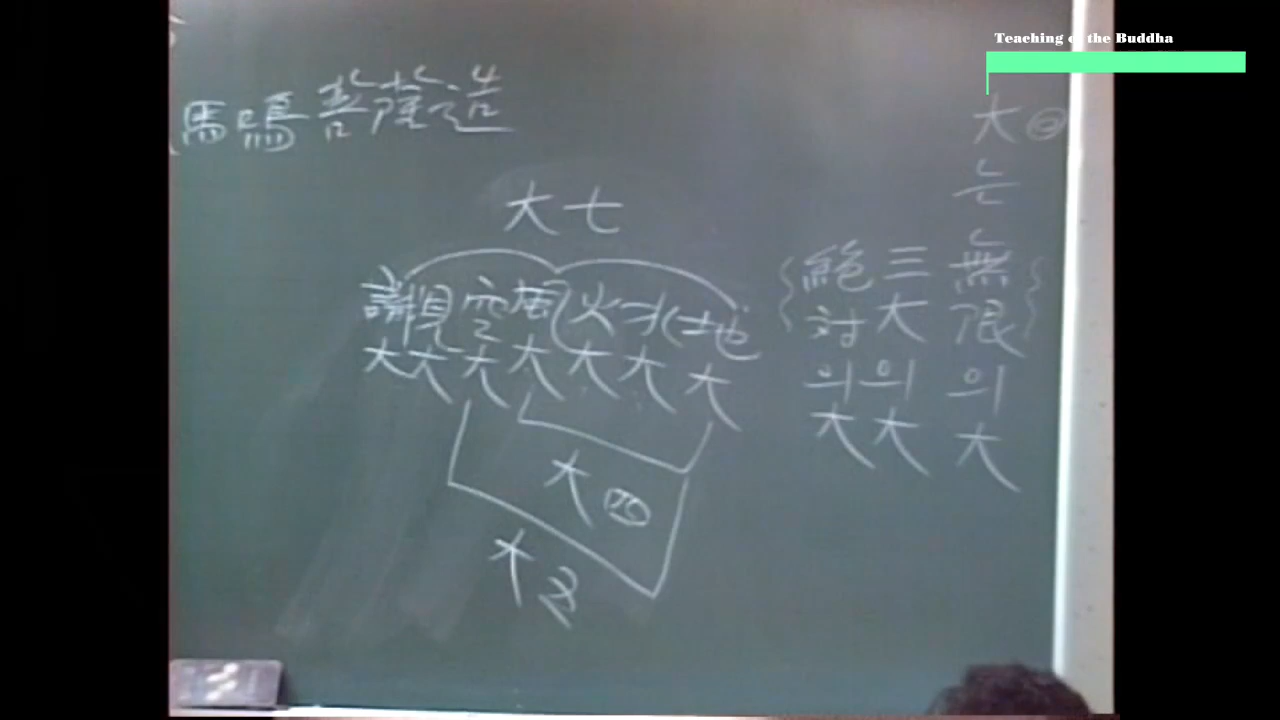 Teaching of the Buddha
馬鳴菩薩造
大㊁
는
無限의大
三大의大
絶對의大
大七
識見空風火水地
大大大大大大大
大四
大五